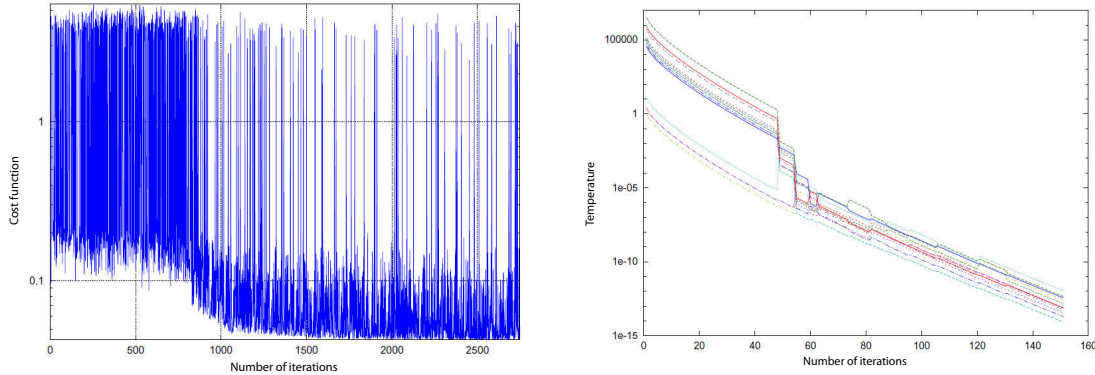 Cost function
1
0.1
0
500
1000
1500
2000
2500
Number of iterations
Temperature
100000
1
1e-05
1e-10
1e-15
0
20
40
60
80
100
120
140
160
Number of iterations